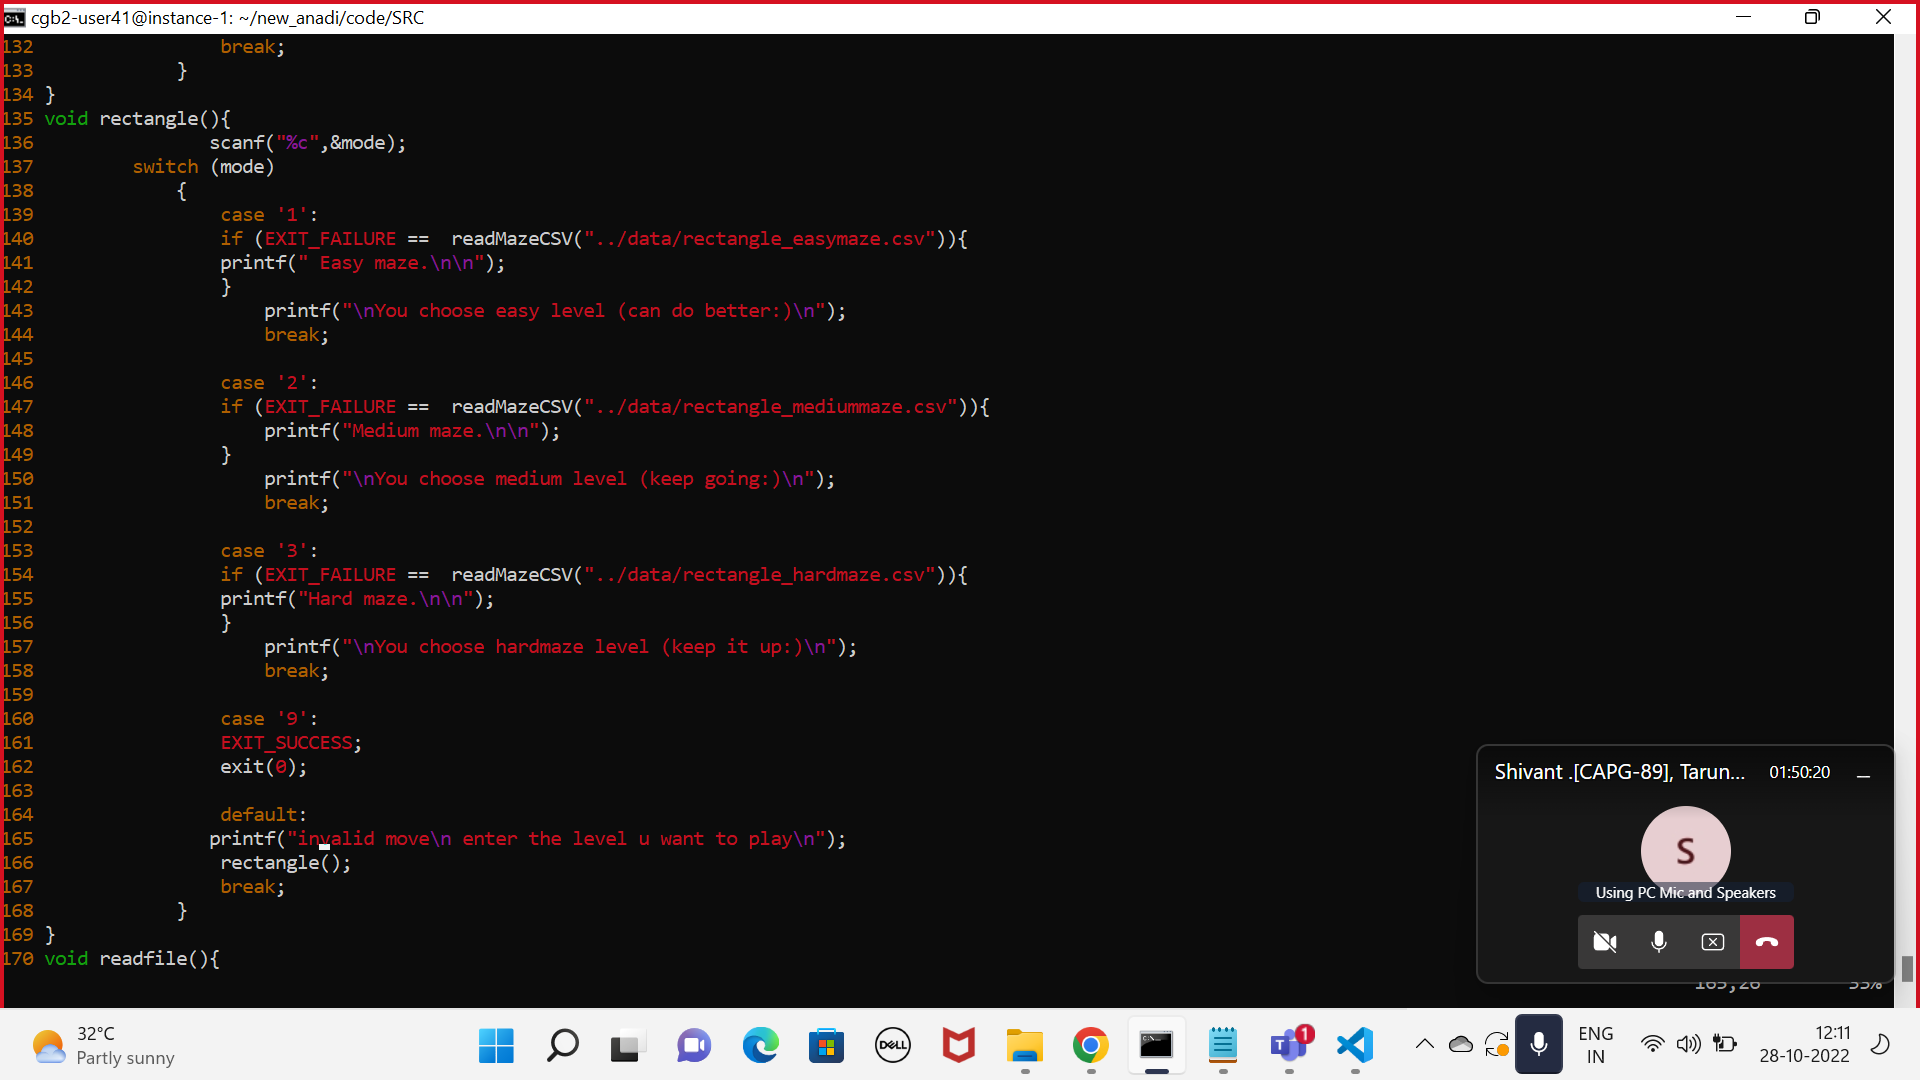 cgb2-user41@instance-1: ~/new_anadi/code/SRC
132 break;
133 }
134 }
135 void rectangle(){
136 scanf("%c",&mode);
137 switch (mode)
138 {
139 case '1':
140 if (EXIT_FAILURE ==  readMazeCSV("../data/rectangle_easymaze.csv")){
141 printf(" Easy maze.\n\n");
142 }
143 printf("\nYou choose easy level (can do better:)\n");
144 break;
145
146 case '2':
147 if (EXIT_FAILURE ==  readMazeCSV("../data/rectangle_mediummaze.csv")){
148 printf("Medium maze.\n\n");
149 }
150 printf("\nYou choose medium level (keep going:)\n");
151 break;
152
153 case '3':
154 if (EXIT_FAILURE ==  readMazeCSV("../data/rectangle_hardmaze.csv")){
155 printf("Hard maze.\n\n");
156 }
157 printf("\nYou choose hardmaze level (keep it up:)\n");
158 break;
159
160 case '9':
161 EXIT_SUCCESS;
162 exit(0);
163
164 default:
165 printf("invalid move\n enter the level u want to play\n");
166 rectangle();
167 break;
168 }
169 }
170 void readfile(){
165,26 33%
Shivant .[CAPG-89], Tarun... 01:50:20
S
Using PC Mic and Speakers
32°C
Partly sunny
DELL
1
ENG
IN
12:11
28-10-2022